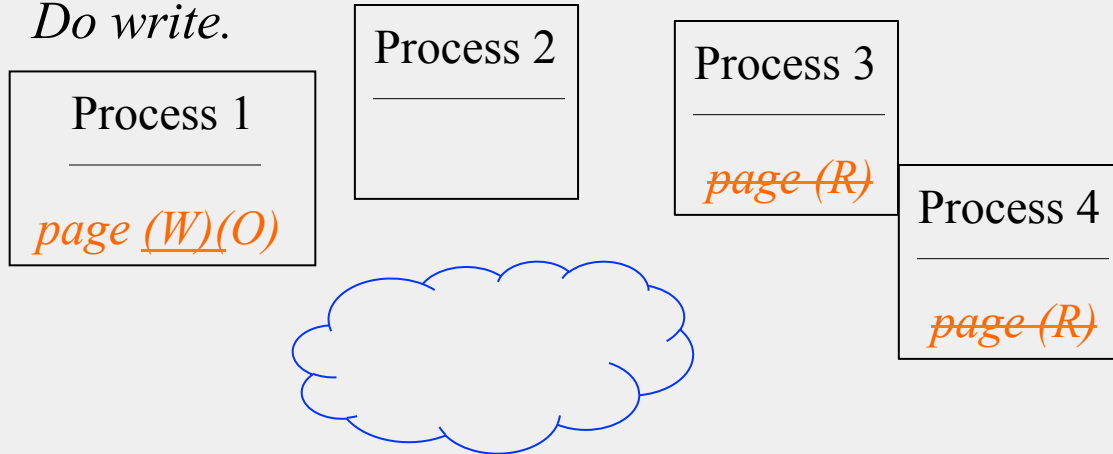 Do write.
Process 1
page (W)(O)
Process 2
Process 3
page (R)
Process 4
page (R)